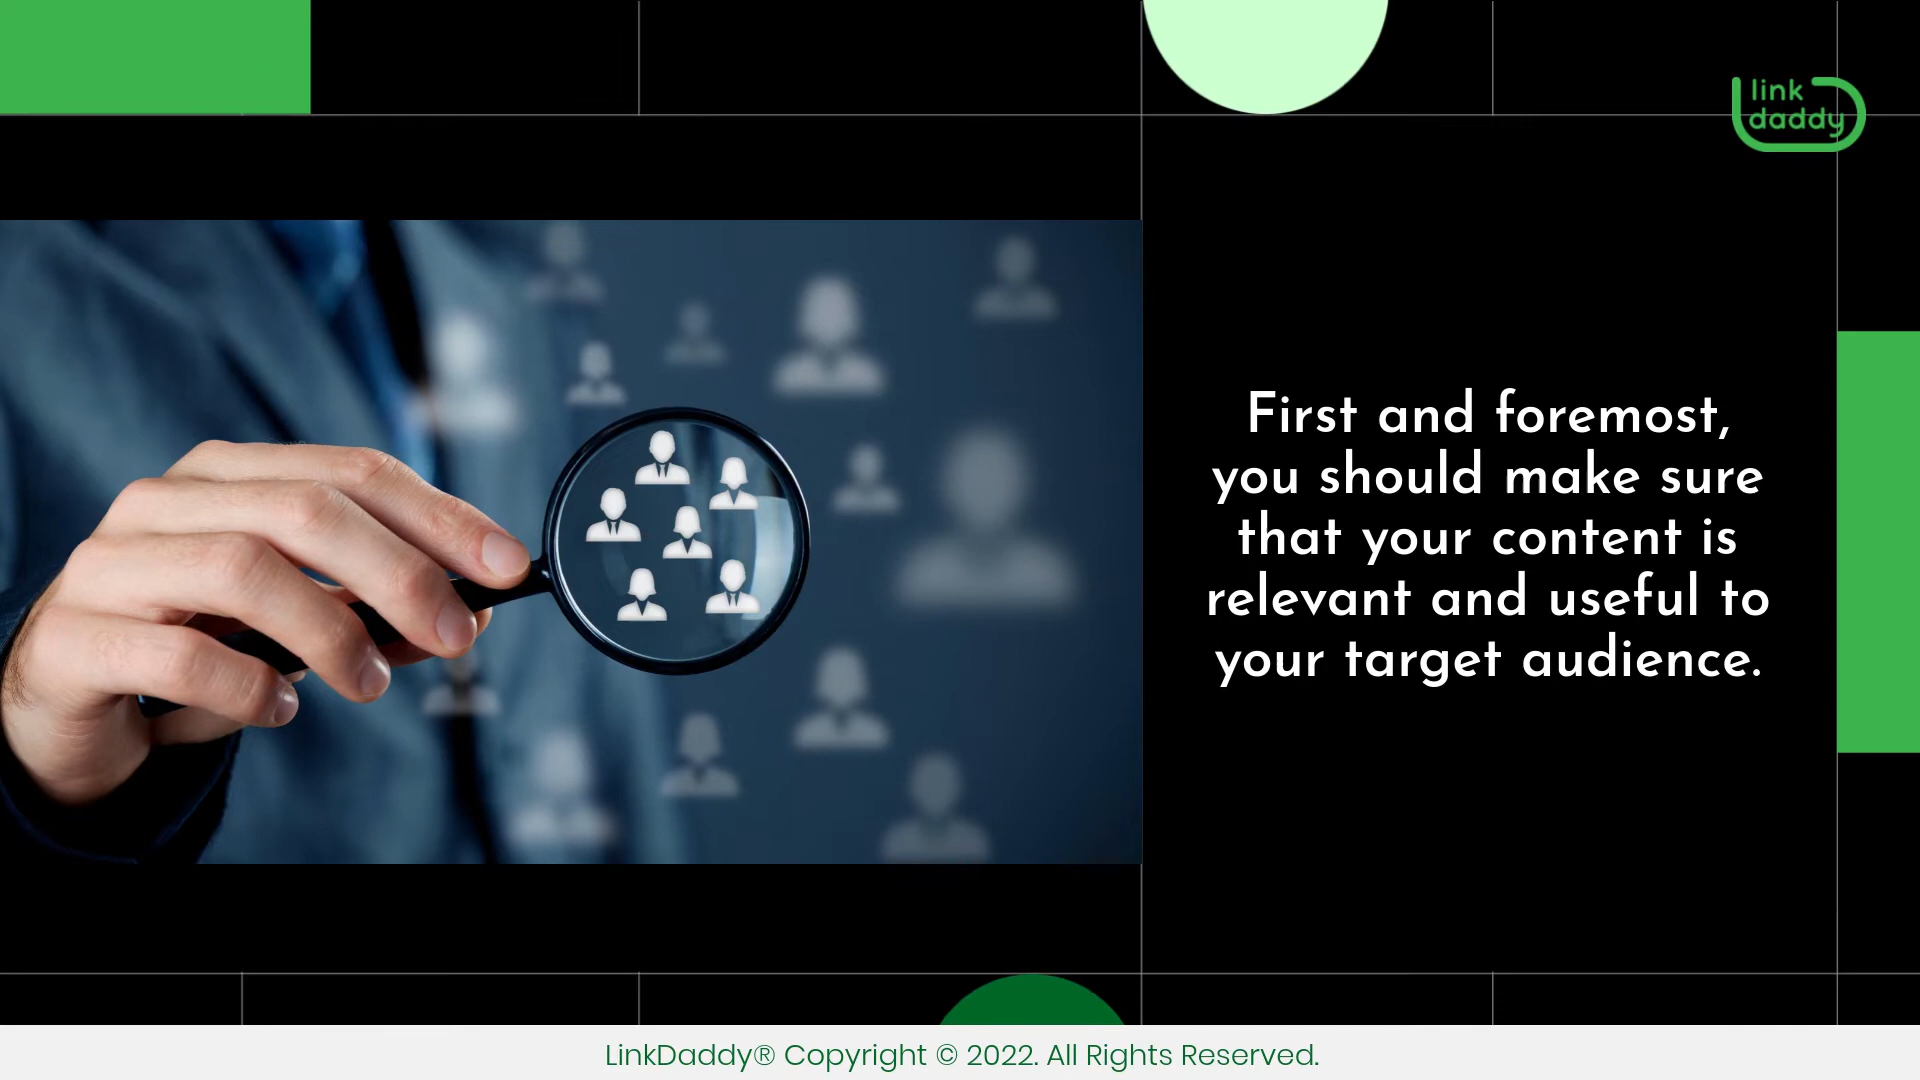 link
daddy
First and foremost,
you should make sure
that your content is
relevant and useful to
your target audience.
LinkDaddy® Copyright © 2022. All Rights Reserved.